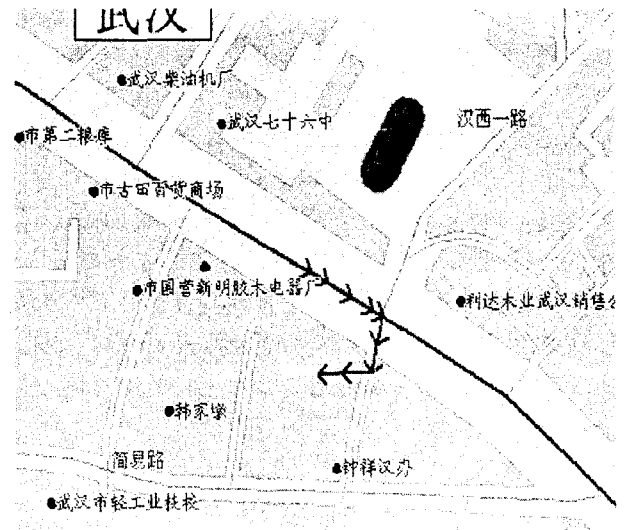 武汉
武汉柴油机厂
武汉七十六中
汉西一路
市第二粮库
市古田百货商场
市国营新明胶木电器厂
利达木业武汉销售公
韩家墩
简易路
钟祥汉办
武汉市轻工业技校